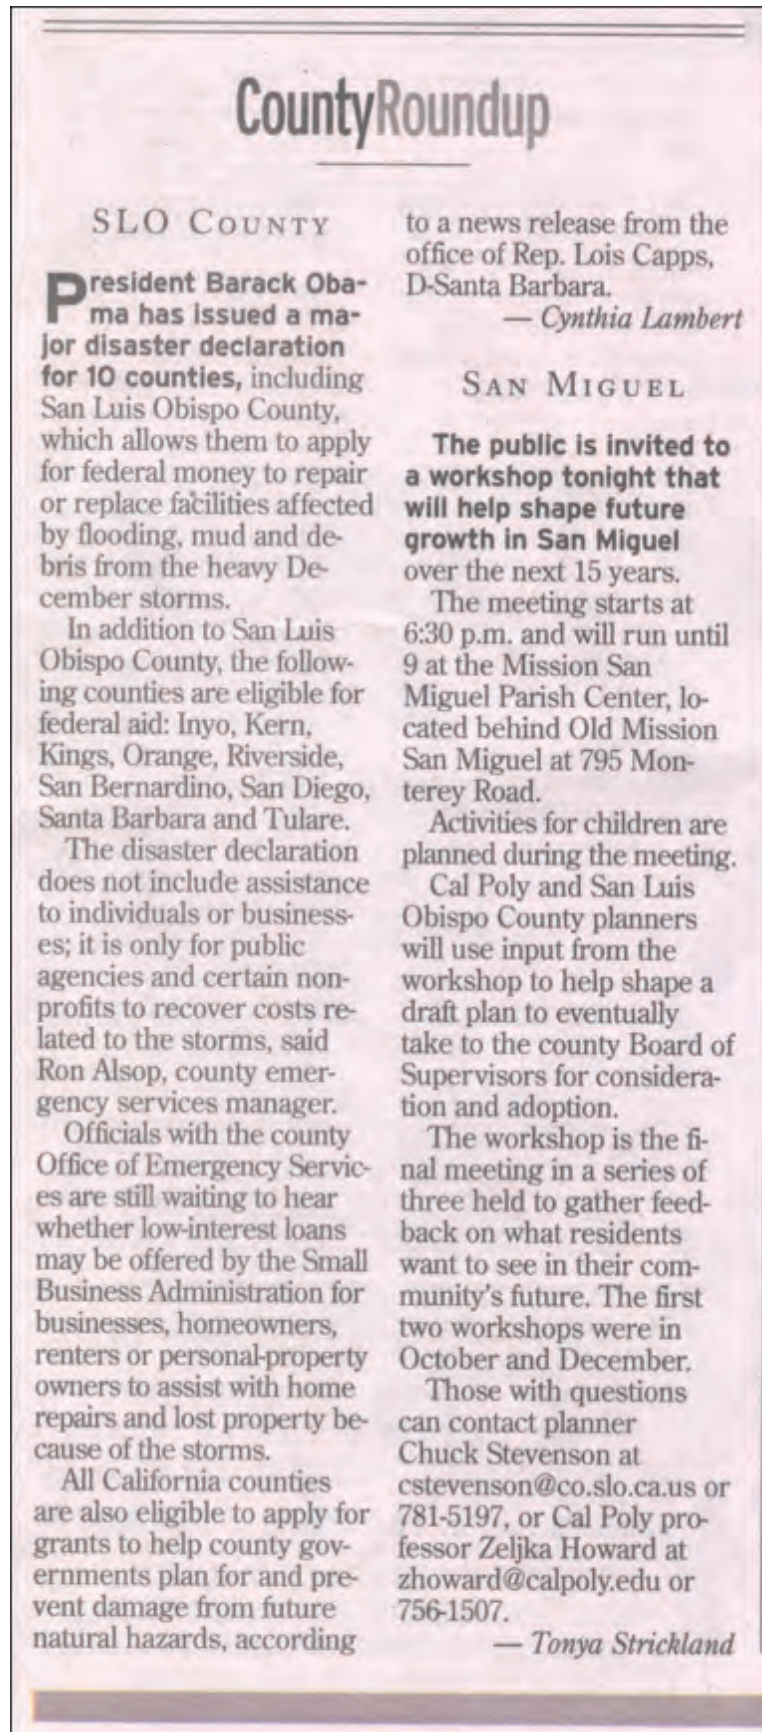 CountyRoundup
SLO COUNTY
President Barack Oba-
ma has issued a ma-
jor disaster declaration
for 10 counties, including
San Luis Obispo County,
which allows them to apply
for federal money to repair
or replace facilities affected
by flooding, mud and de-
bris from the heavy De-
cember storms.
In addition to San Luis
Obispo County, the follow-
ing counties are eligible for
federal aid: Inyo, Kern,
Kings, Orange, Riverside,
San Bernardino, San Diego,
Santa Barbara and Tulare.
The disaster declaration
does not include assistance
to individuals or business-
es; it is only for public
agencies and certain non-
profits to recover costs re-
lated to the storms, said
Ron Alsop, county emer-
gency services manager.
Officials with the county
Office of Emergency Servic-
es are still waiting to hear
whether low-interest loans
may be offered by the Small
Business Administration for
businesses, homeowners,
renters or personal-property
owners to assist with home
repairs and lost property be-
cause of the storms.
All California counties
are also eligible to apply for
grants to help county gov-
ernments plan for and pre-
vent damage from future
natural hazards, according
to a news release from the
office of Rep. Lois Capps,
D-Santa Barbara.
— Cynthia Lambert
SAN MIGUEL
The public is invited to
a workshop tonight that
will help shape future
growth in San Miguel
over the next 15 years.
The meeting starts at
6:30 p.m. and will run until
9 at the Mission San
Miguel Parish Center, lo-
cated behind Old Mission
San Miguel at 795 Mon-
terey Road.
Activities for children are
planned during the meeting.
Cal Poly and San Luis
Obispo County planners
will use input from the
workshop to help shape a
draft plan to eventually
take to the county Board of
Supervisors for considera-
tion and adoption.
The workshop is the fi-
nal meeting in a series of
three held to gather feed-
back on what residents
want to see in their com-
munity's future. The first
two workshops were in
October and December.
Those with questions
can contact planner
Chuck Stevenson at
cstevenson@co.slo.ca.us or
781-5197, or Cal Poly pro-
fessor Zeljka Howard at
zhoward@calpoly.edu or
756-1507.
— Tonya Strickland